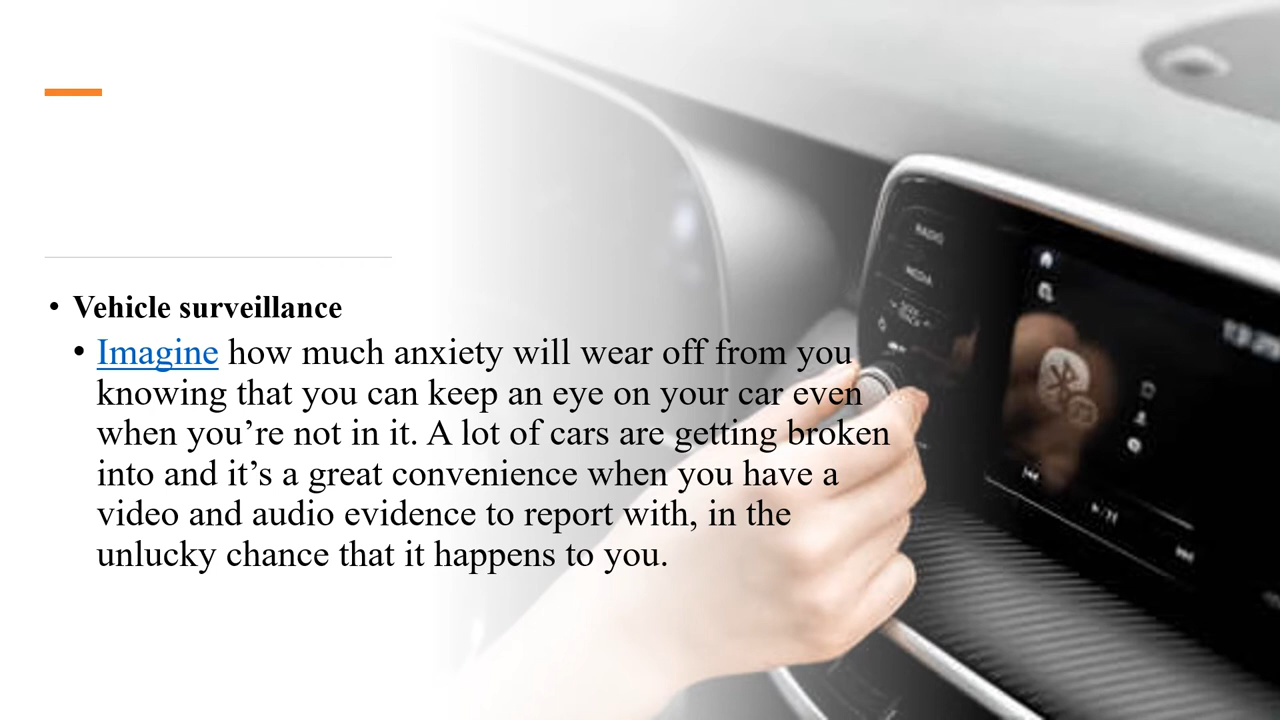 • Vehicle surveillance
• Imagine how much anxiety will wear off from you
knowing that you can keep an eye on your car even
when you’re not in it. A lot of cars are getting broken
into and it’s a great convenience when you have a
video and audio evidence to report with, in the
unlucky chance that it happens to you.
RADIO
MEDIA